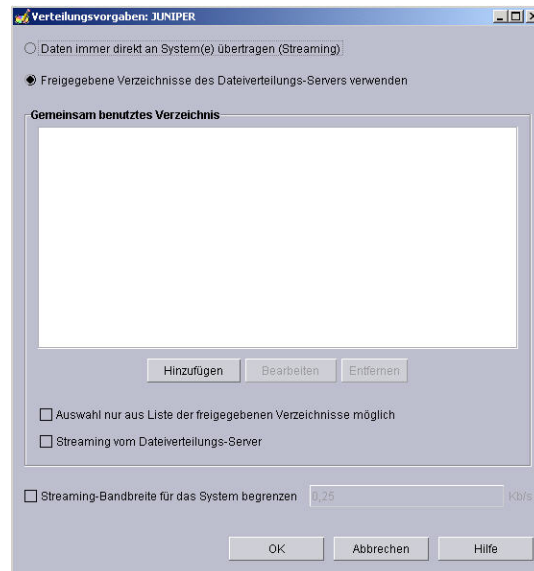 Verteilungsvorgaben: JUNIPER
Daten immer direkt an System(e) übertragen (Streaming)
Freigegebene Verzeichnisse des Dateiverteilungs-Servers verwenden
Gemeinsam benutztes Verzeichnis
Hinzufügen Bearbeiten Entfernen
Auswahl nur aus Liste der freigegebenen Verzeichnisse möglich
Streaming vom Dateiverteilungs-Server
Streaming-Bandbreite für das System begrenzen 0,25 Kb/s
OK Abbrechen Hilfe